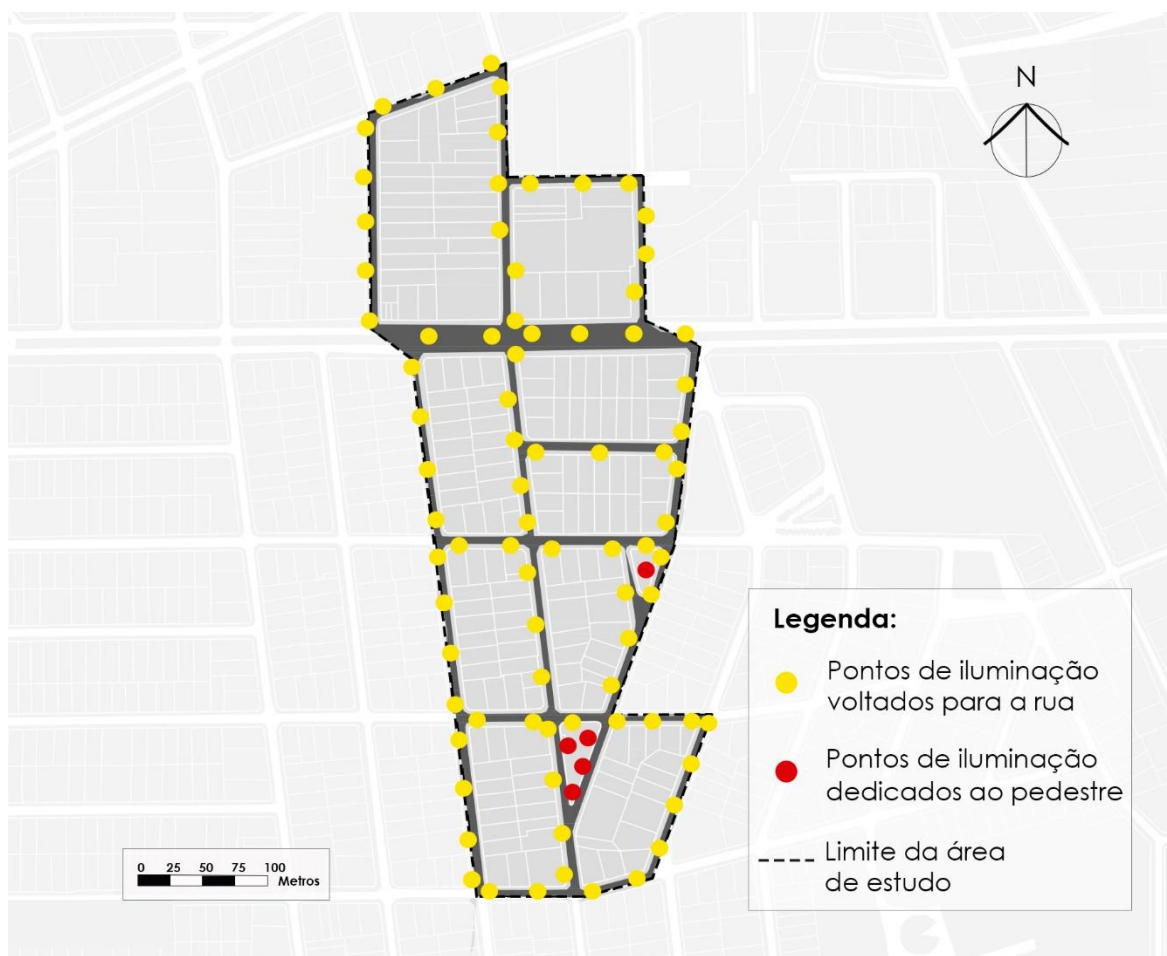 N
Legenda:
Pontos de iluminação
voltados para a rua
Pontos de iluminação
dedicados ao pedestre
Limite da área
de estudo
0 25 50 75 100
Metros